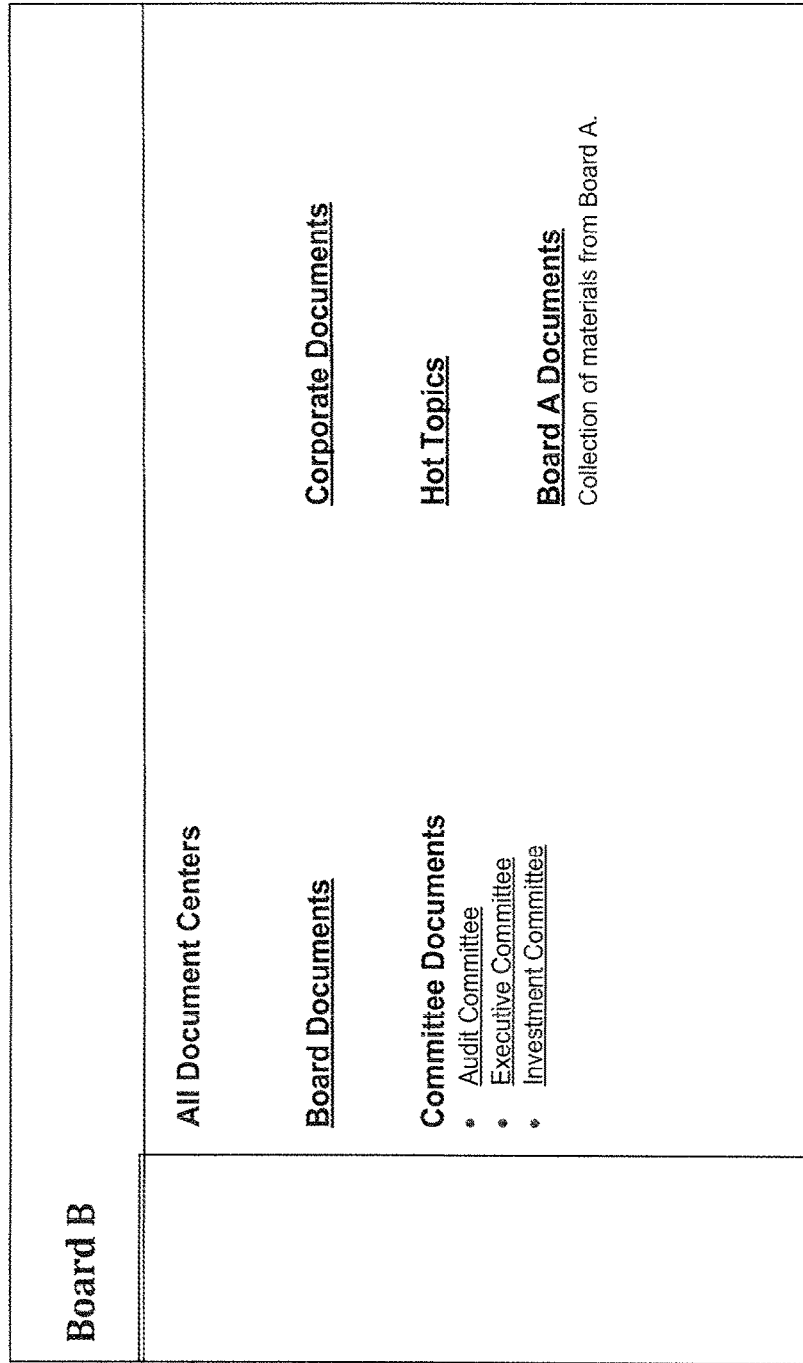 Board B
All Document Centers
Board Documents
Committee Documents
• Audit Committee
• Executive Committee
• Investment Committee
Corporate Documents
Hot Topics
Board A Documents
Collection of materials from Board A.